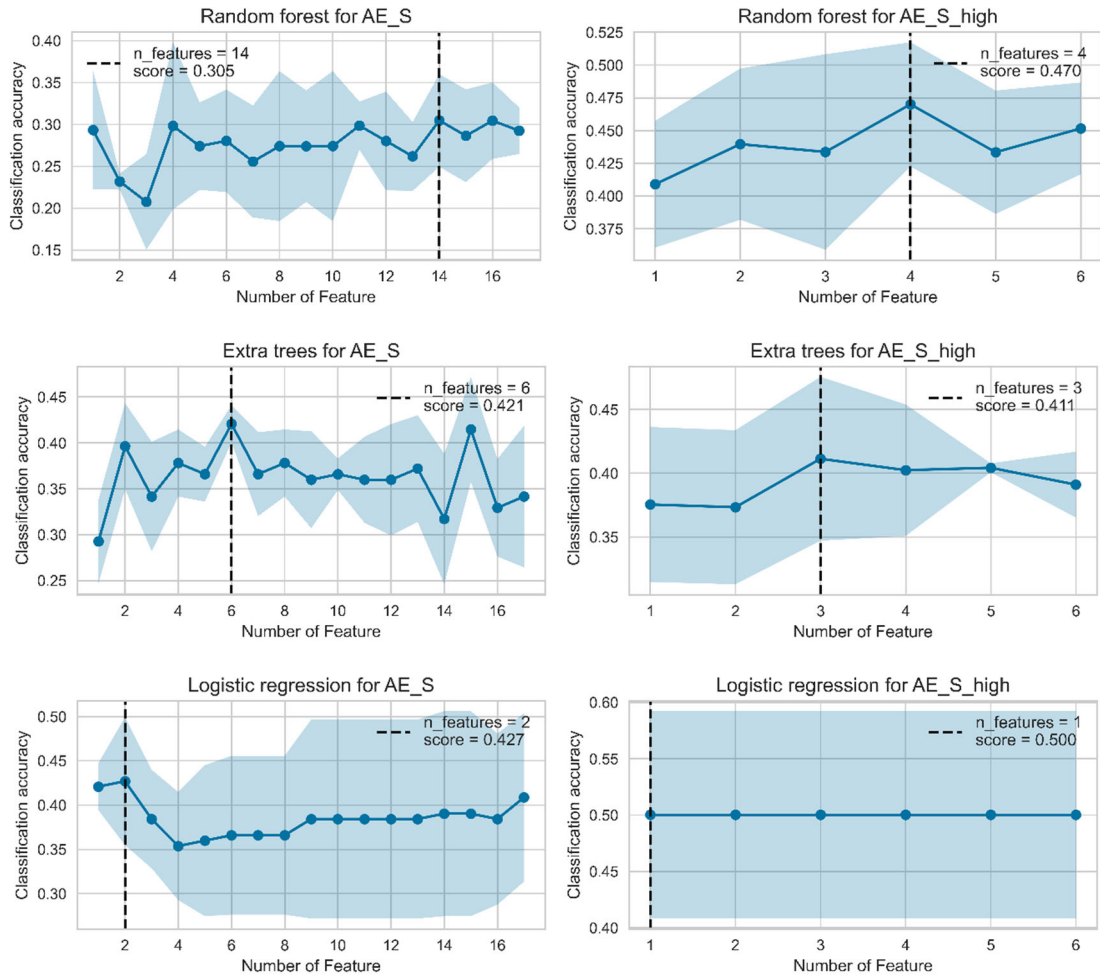 Random forest for AE_S
n_features = 14
score = 0.305
Classification accuracy
0.40
0.35
0.30
0.25
0.20
0.15
2 4 6 8 10 12 14 16
Number of Feature
Random forest for AE_S_high
n_features = 4
score = 0.470
Classification accuracy
0.525
0.500
0.475
0.450
0.425
0.400
0.375
1 2 3 4 5 6
Number of Feature
Extra trees for AE_S
n_features = 6
score = 0.421
Classification accuracy
0.45
0.40
0.35
0.30
0.25
2 4 6 8 10 12 14 16
Number of Feature
Extra trees for AE_S_high
n_features = 3
score = 0.411
Classification accuracy
0.45
0.40
0.35
1 2 3 4 5 6
Number of Feature
Logistic regression for AE_S
n_features = 2
score = 0.427
Classification accuracy
0.50
0.45
0.40
0.35
0.30
2 4 6 8 10 12 14 16
Number of Feature
Logistic regression for AE_S_high
n_features = 1
score = 0.500
Classification accuracy
0.60
0.55
0.50
0.45
0.40
1 2 3 4 5 6
Number of Feature